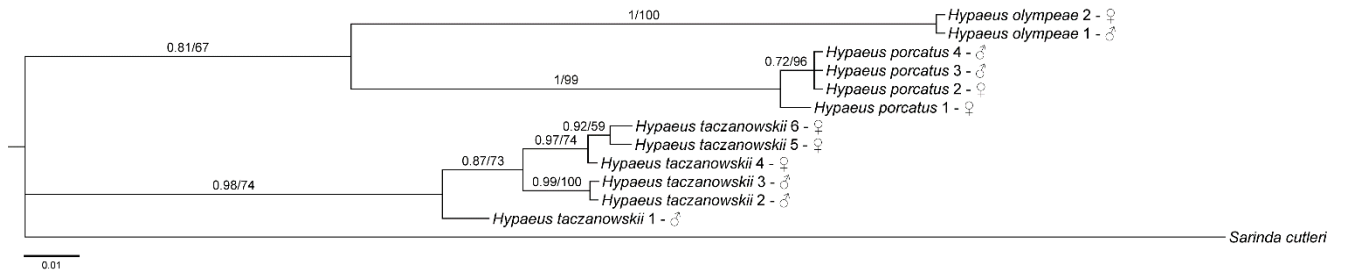 1/100
Hypaeus olympeae 2 - ♀
Hypaeus olympeae 1 - ♂
0.81/67
Hypaeus porcatus 4 - ♂
0.72/96
Hypaeus porcatus 3 - ♂
1/99
Hypaeus porcatus 2 - ♀
Hypaeus porcatus 1 - ♀
0.92/59
Hypaeus taczanowskii 6 - ♀
0.97/74
Hypaeus taczanowskii 5 - ♀
0.87/73
Hypaeus taczanowskii 4 - ♀
0.99/100
Hypaeus taczanowskii 3 - ♂
0.98/74
Hypaeus taczanowskii 2 - ♂
Hypaeus taczanowskii 1 - ♂
Sarinda cutleri
0.01